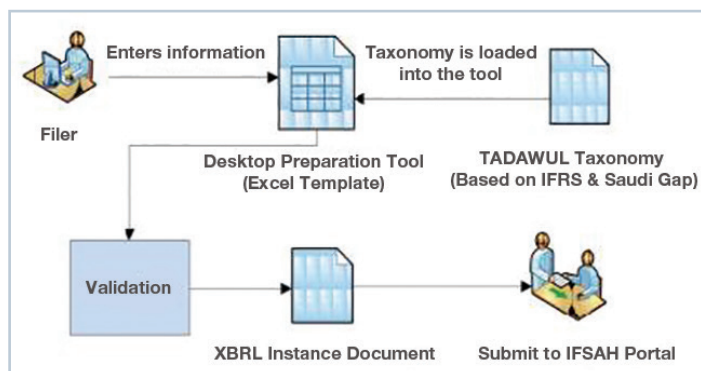 Enters information
Taxonomy is loaded
into the tool
Filer
Desktop Preparation Tool
(Excel Template)
TADAWUL Taxonomy
(Based on IFRS & Saudi Gap)
Validation
XBRL Instance Document
Submit to IFSAH Portal